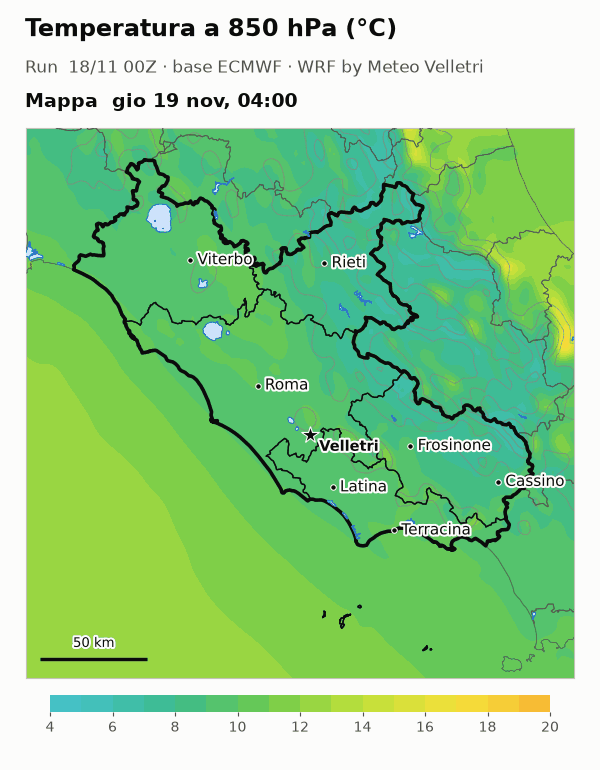 Temperatura a 850 hPa (°C)
Run  18/11 00Z · base ECMWF · WRF by Meteo Velletri
Mappa  gio 19 nov, 04:00
Viterbo
Rieti
Roma
Velletri
Frosinone
Latina
Cassino
Terracina
50 km
4 6 8 10 12 14 16 18 20